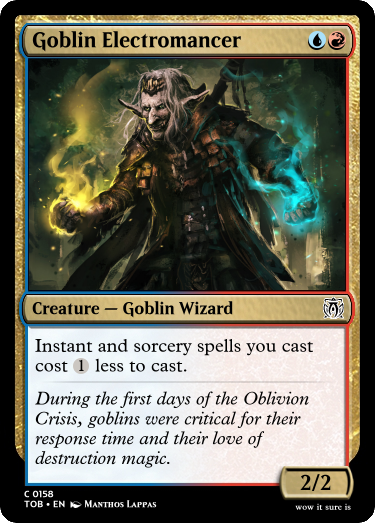 Goblin Electromancer
Creature — Goblin Wizard
Instant and sorcery spells you cast
cost 1 less to cast.
During the first days of the Oblivion
Crisis, goblins were critical for their
response time and their love of
destruction magic.
2/2
C 0158
TOB • EN Manthos Lappas
wow it sure is